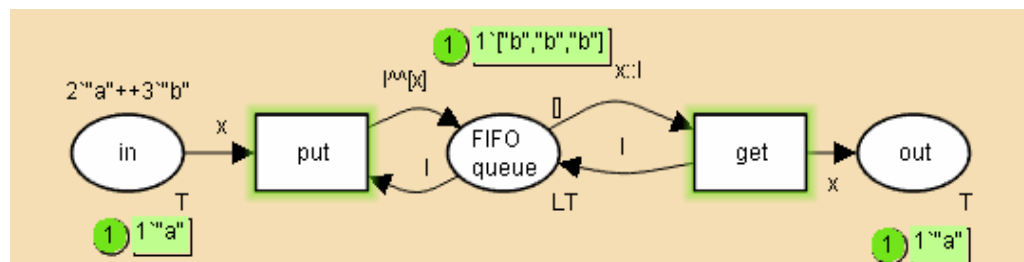 1 1`["b","b","b"]
l^^[x] x::l
2`"a"++3`"b"
x [] 
in put l FIFO queue l get out
x
T LT T
1 1`"a" 1 1`"a"